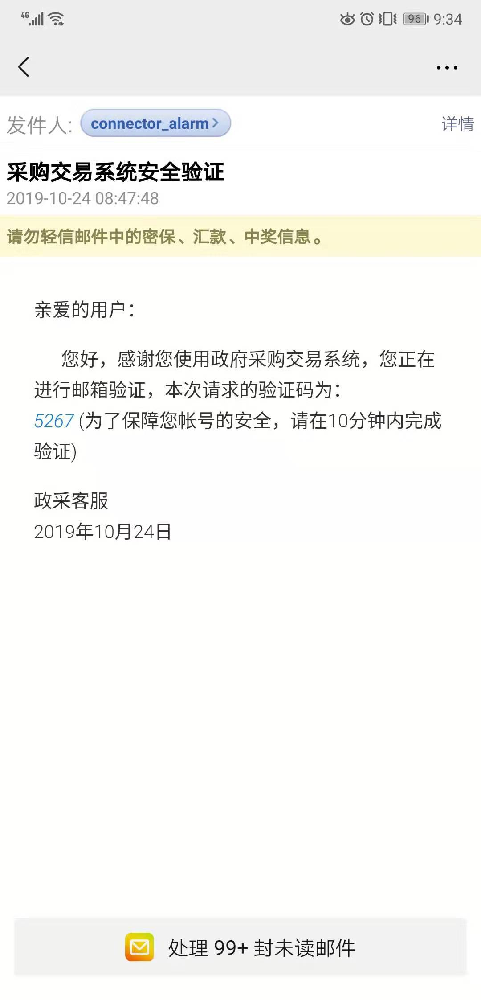 4G
96
9:34
发件人:
connector_alarm
详情
采购交易系统安全验证
2019-10-24 08:47:48
请勿轻信邮件中的密保、汇款、中奖信息。
亲爱的用户：
您好，感谢您使用政府采购交易系统，您正在
进行邮箱验证，本次请求的验证码为：
5267 (为了保障您帐号的安全，请在10分钟内完成
验证)
政采客服
2019年10月24日
处理 99+ 封未读邮件